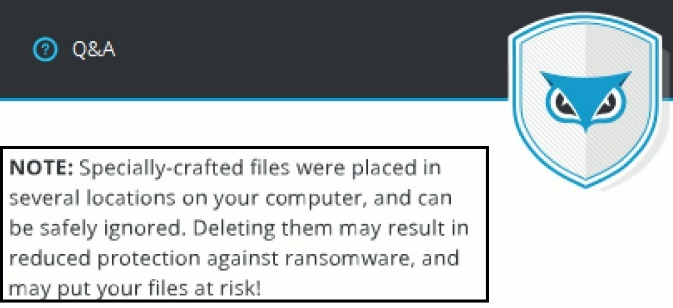 Q&A
NOTE: Specially-crafted files were placed in
several locations on your computer, and can
be safely ignored. Deleting them may result in
reduced protection against ransomware, and
may put your files at risk!